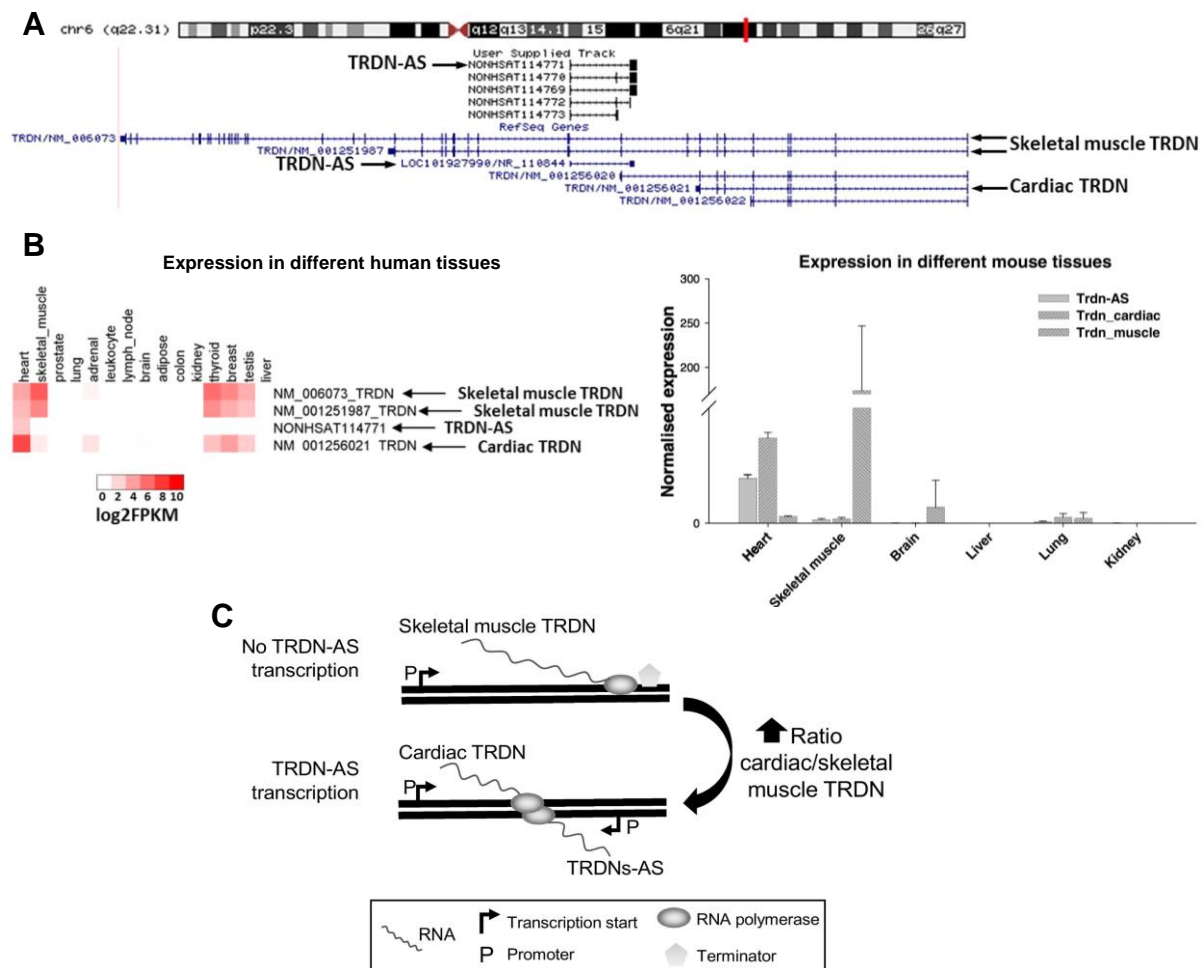 A
chr6 (q22.31)
p22.3
q12
q13
14.1
15
6q21
26
q27
User Supplied Track
TRDN-AS
NONHSAT114771
NONHSAT114770
NONHSAT114769
NONHSAT114772
NONHSAT114773
RefSeq Genes
TRDN/NM_006073
TRDN/NM_001251987
Skeletal muscle TRDN
TRDN-AS
LOC101927990/NR_110844
TRDN/NM_001256020
TRDN/NM_001256021
Cardiac TRDN
TRDN/NM_001256022
B
Expression in different human tissues
heart
skeletal_muscle
prostate
lung
adrenal
leukocyte
lymph_node
brain
adipose
colon
kidney
thyroid
breast
testis
liver
NM_006073_TRDN
Skeletal muscle TRDN
NM_001251987_TRDN
Skeletal muscle TRDN
NONHSAT114771
TRDN-AS
NM_001256021 TRDN
Cardiac TRDN
0 2 4 6 8 10
log2FPKM
Expression in different mouse tissues
Trdn-AS
Trdn_cardiac
Trdn_muscle
Normalised expression
300
250
200
0
Heart
Skeletal muscle
Brain
Liver
Lung
Kidney
C
No TRDN-AS
transcription
Skeletal muscle TRDN
P
TRDN-AS
transcription
Cardiac TRDN
P
P
TRDNs-AS
Ratio
cardiac/skeletal
muscle TRDN
RNA
Transcription start
RNA polymerase
P Promoter
Terminator